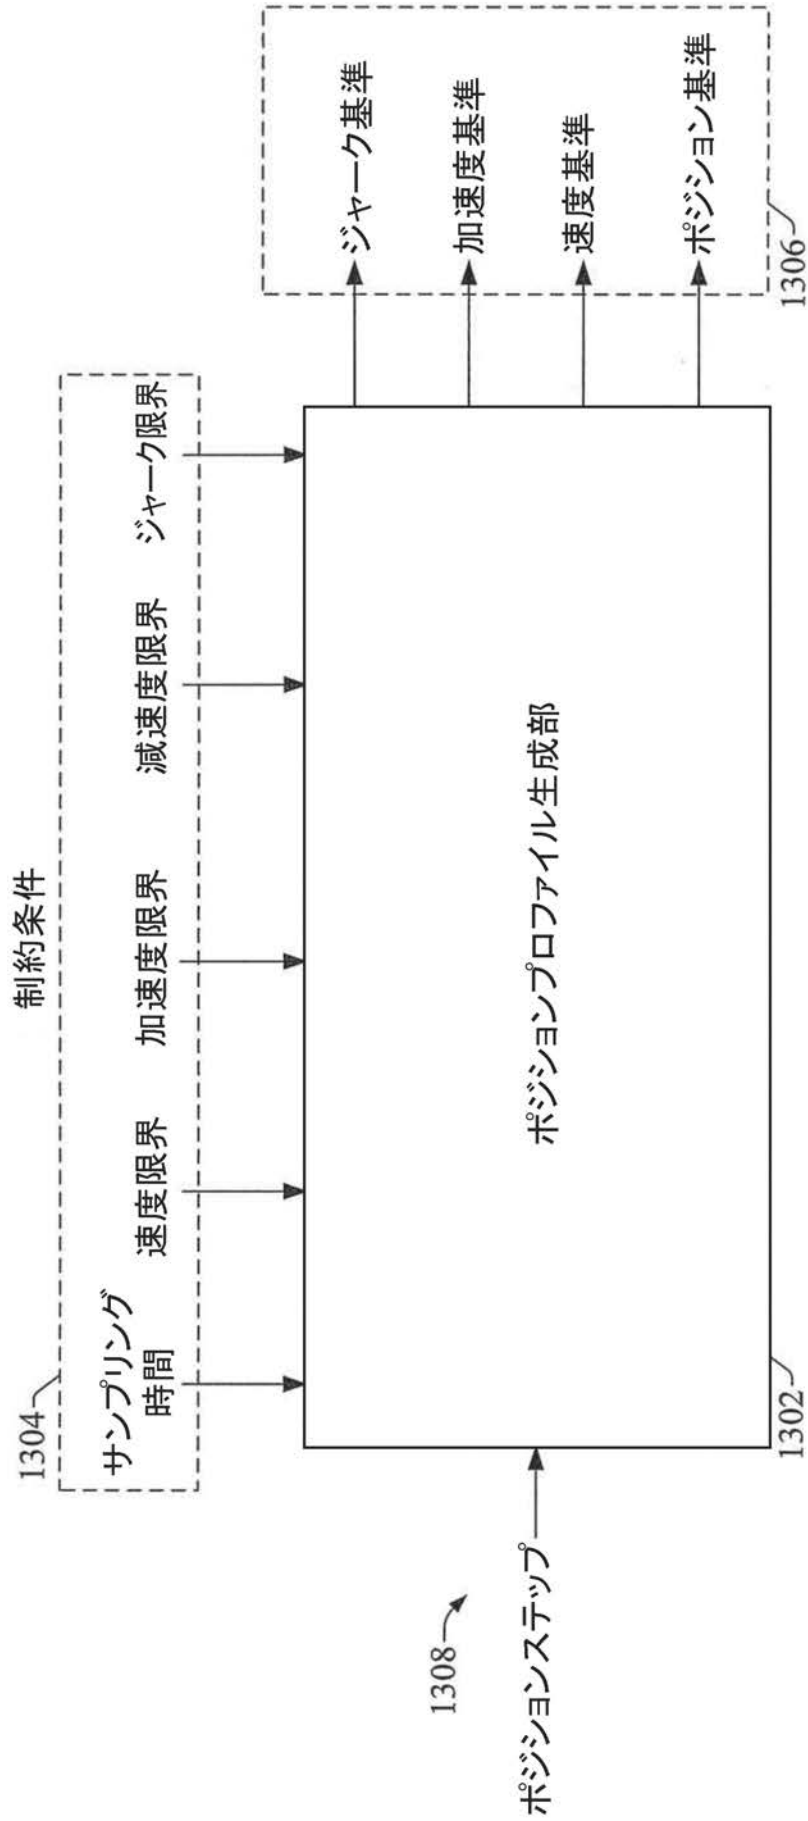 制約条件
1304
サンプリング
時間
速度限界
加速度限界
減速度限界
ジャーク限界
1308
ポジションステップ
ポジションプロファイル生成部
1302
ジャーク基準
加速度基準
速度基準
ポジション基準
1306